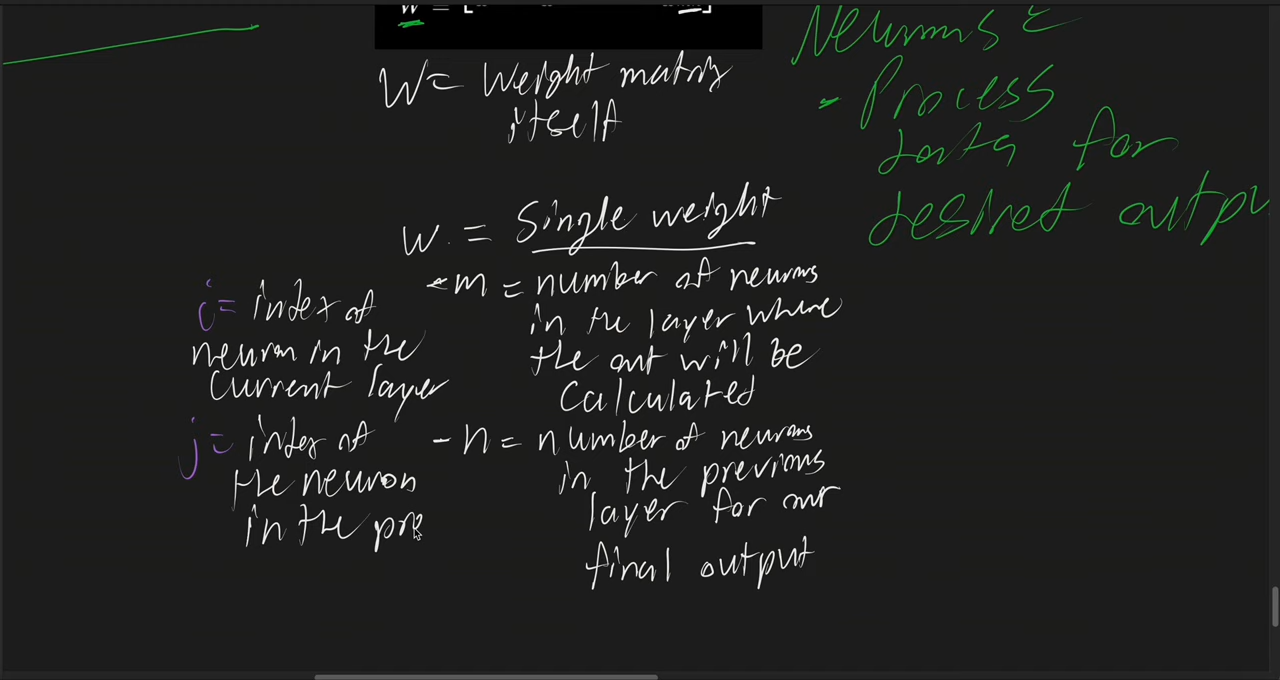 W = [
W = Weight matrix
itself
w = Single weight
- m = number of neurons
in the layer where
the out will be
calculated
- n = number of neurons
in the previous
layer for our
final output
i = index of
neuron in the
current layer
j = index of
the neuron
in the pre
Neurons =
- Process
data for
desired outpu